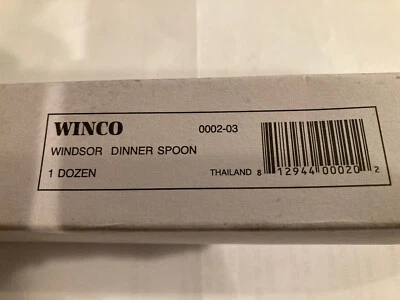 WINCO 0002-03
WINDSOR DINNER SPOON
1 DOZEN THAILAND 8 12944 00020 2